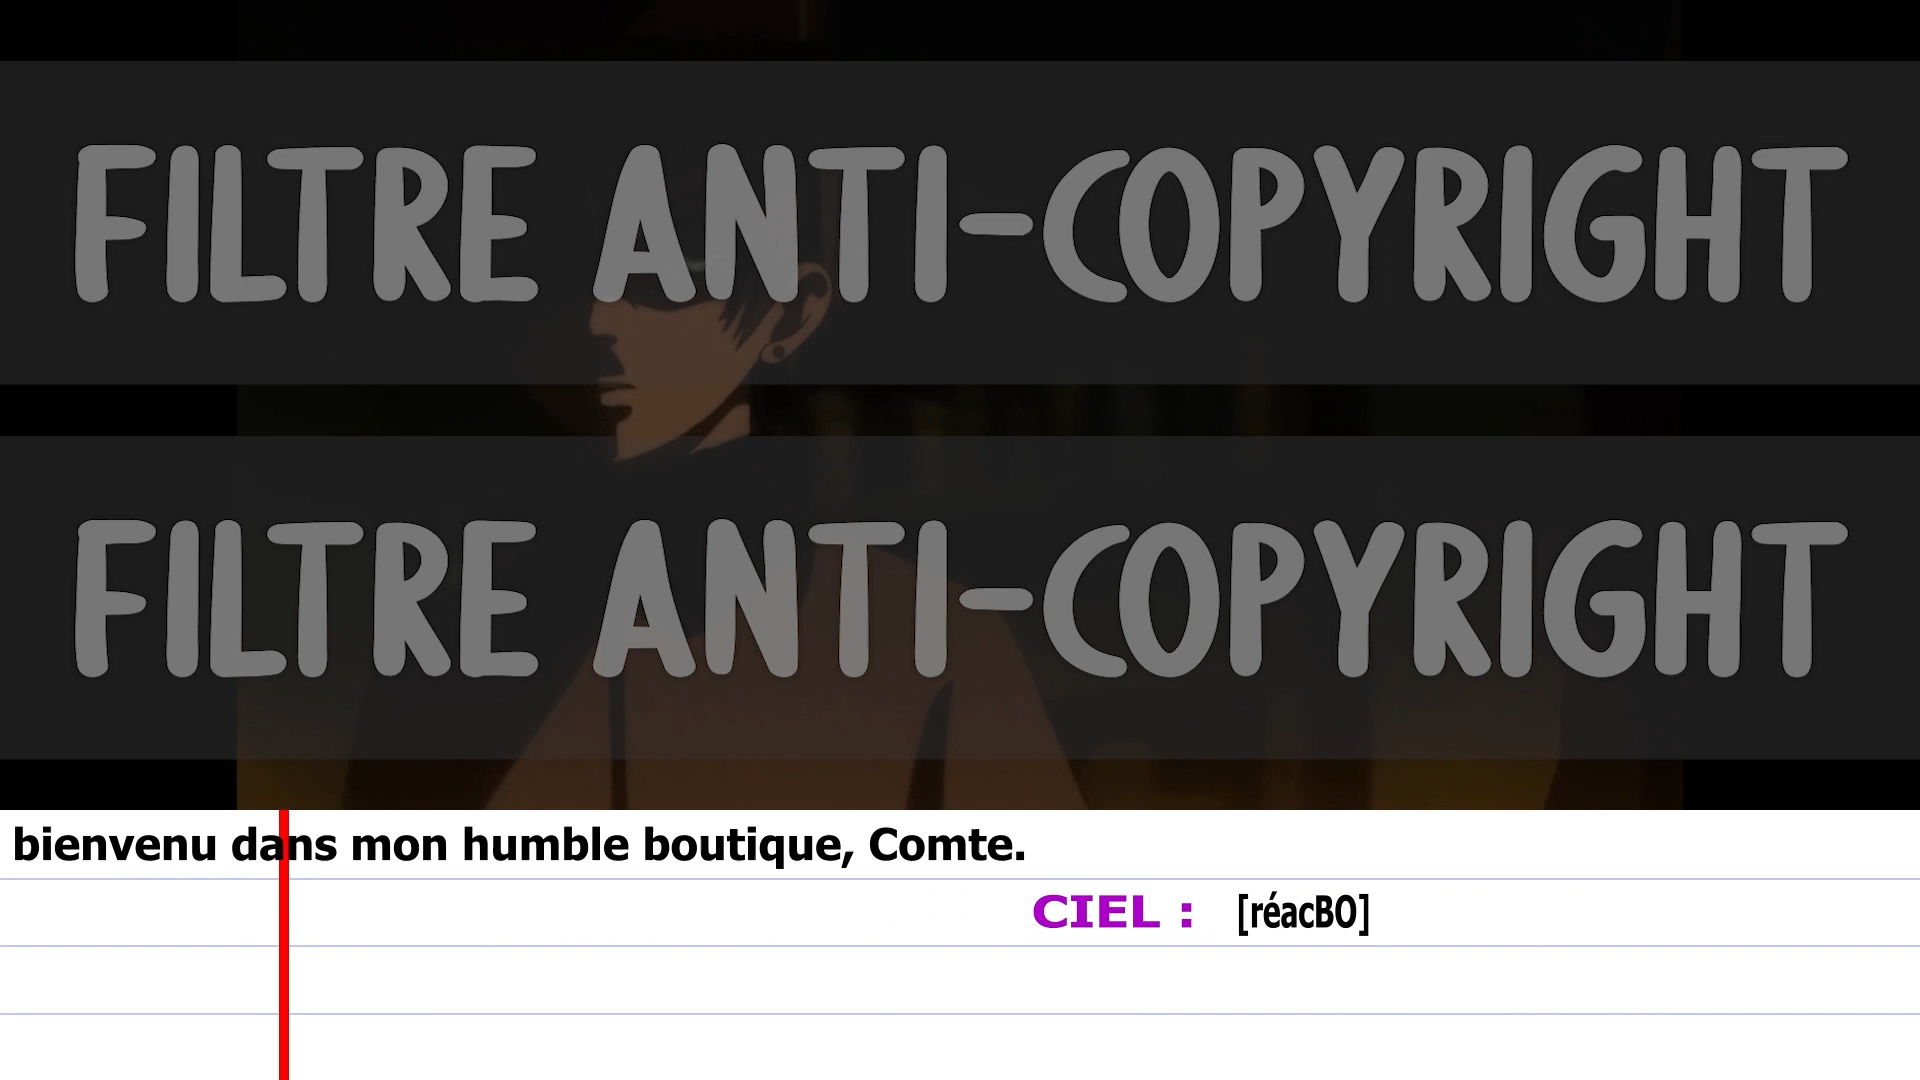 FILTRE ANTI-COPYRIGHT
FILTRE ANTI-COPYRIGHT
bienvenu dans mon humble boutique, Comte.
CIEL : [réacBO]